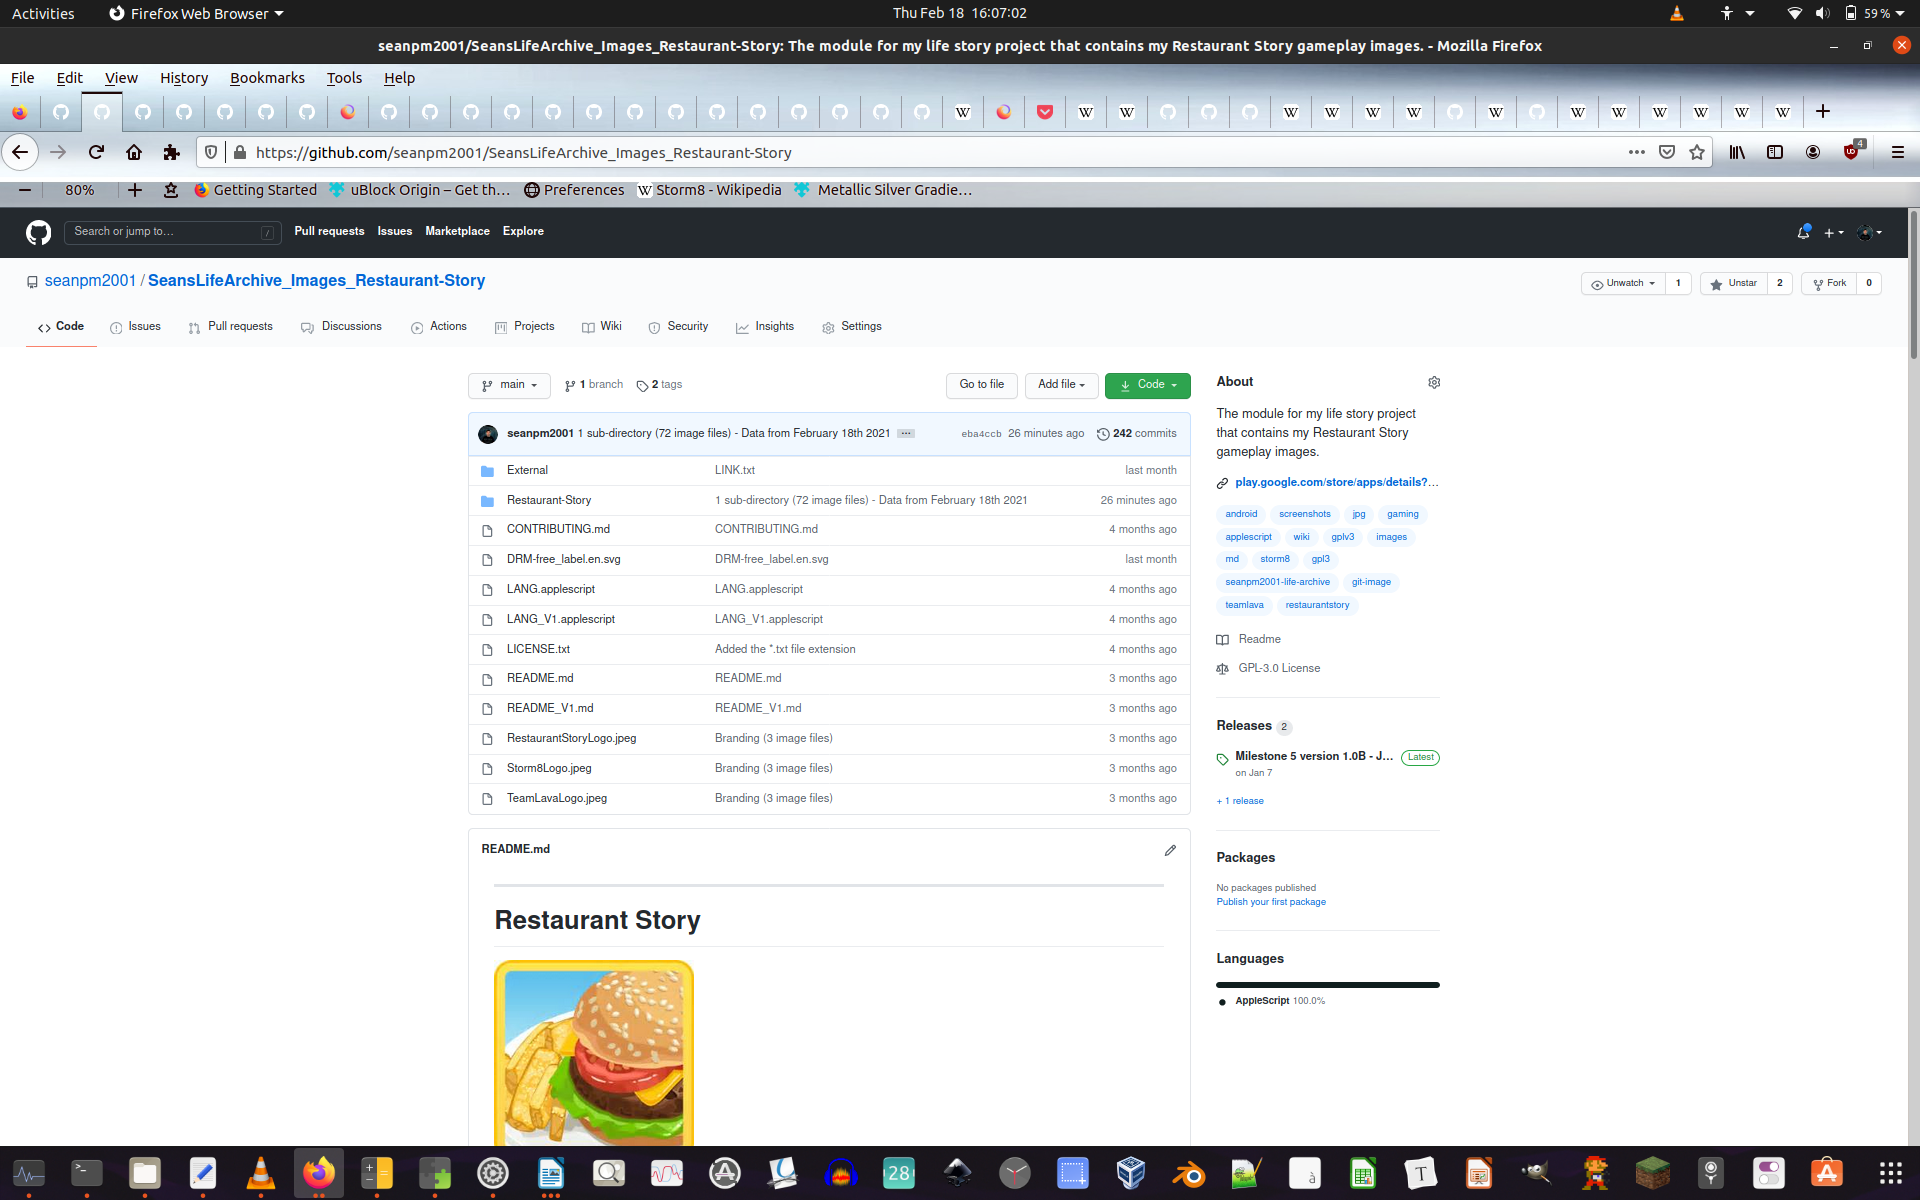 Activities Firefox Web Browser Thu Feb 18 16:07:02 59 %
seanpm2001/SeansLifeArchive_Images_Restaurant-Story: The module for my life story project that contains my Restaurant Story gameplay images. - Mozilla Firefox
File Edit View History Bookmarks Tools Help
https://github.com/seanpm2001/SeansLifeArchive_Images_Restaurant-Story 4
80% Getting Started uBlock Origin – Get th… Preferences Storm8 - Wikipedia Metallic Silver Gradie…
Search or jump to… / Pull requests Issues Marketplace Explore
seanpm2001 / SeansLifeArchive_Images_Restaurant-Story Unwatch 1 Unstar 2 Fork 0
Code Issues Pull requests Discussions Actions Projects Wiki Security Insights Settings
main 1 branch 2 tags Go to file Add file Code
seanpm2001 1 sub-directory (72 image files) - Data from February 18th 2021 ... eba4ccb 26 minutes ago 242 commits
External LINK.txt last month
Restaurant-Story 1 sub-directory (72 image files) - Data from February 18th 2021 26 minutes ago
CONTRIBUTING.md CONTRIBUTING.md 4 months ago
DRM-free_label.en.svg DRM-free_label.en.svg last month
LANG.applescript LANG.applescript 4 months ago
LANG_V1.applescript LANG_V1.applescript 4 months ago
LICENSE.txt Added the *.txt file extension 4 months ago
README.md README.md 3 months ago
README_V1.md README_V1.md 3 months ago
RestaurantStoryLogo.jpeg Branding (3 image files) 3 months ago
Storm8Logo.jpeg Branding (3 image files) 3 months ago
TeamLavaLogo.jpeg Branding (3 image files) 3 months ago
README.md
Restaurant Story
About
The module for my life story project
that contains my Restaurant Story
gameplay images.
play.google.com/store/apps/details?…
android screenshots jpg gaming
applescript wiki gplv3 images
md storm8 gpl3
seanpm2001-life-archive git-image
teamlava restaurantstory
Readme
GPL-3.0 License
Releases 2
Milestone 5 version 1.0B - J… Latest
on Jan 7
+ 1 release
Packages
No packages published
Publish your first package
Languages
AppleScript 100.0%
28